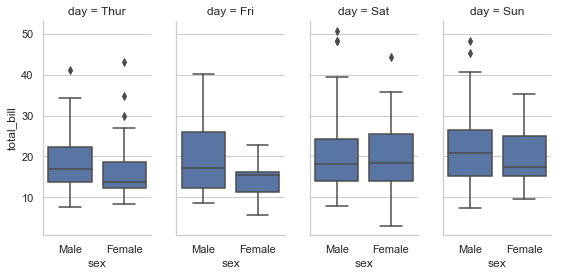 day = Thur
day = Fri
day = Sat
day = Sun
50
40
30
20
10
total_bill
Male Female
Male Female
Male Female
Male Female
sex
sex
sex
sex